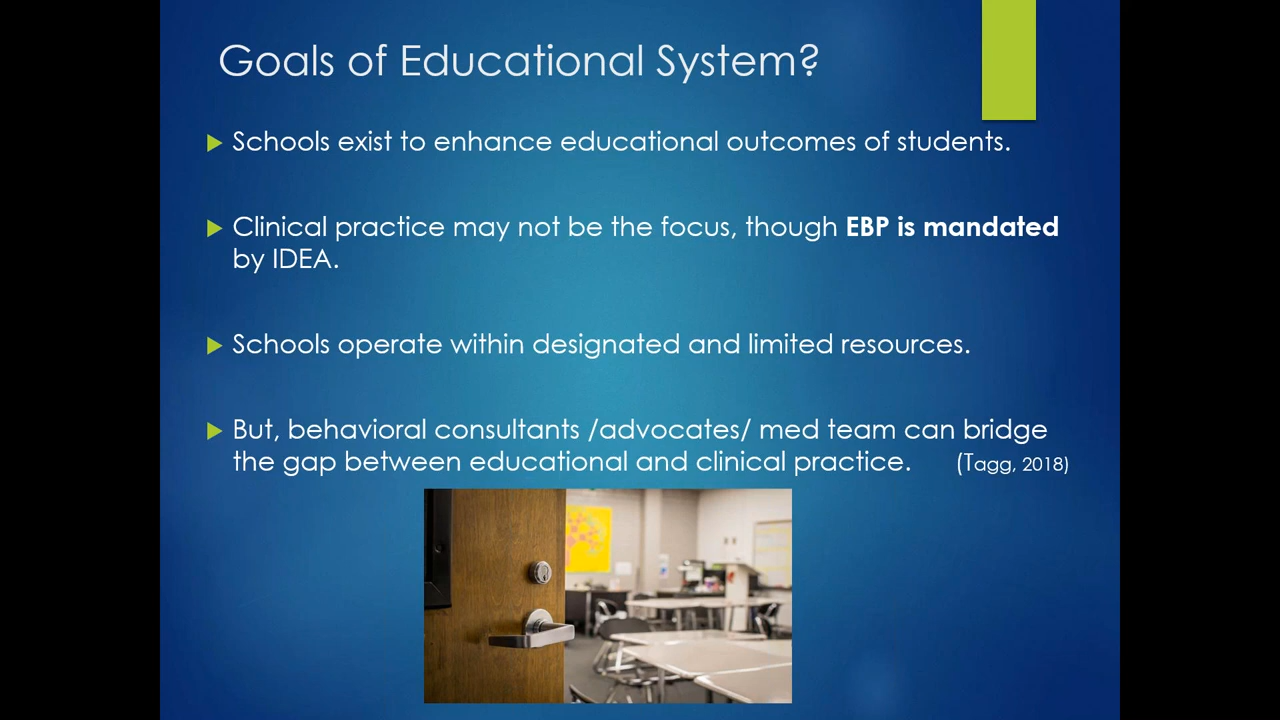 Goals of Educational System?
Schools exist to enhance educational outcomes of students.
Clinical practice may not be the focus, though EBP is mandated
by IDEA.
Schools operate within designated and limited resources.
But, behavioral consultants /advocates/ med team can bridge
the gap between educational and clinical practice. (Tagg, 2018)